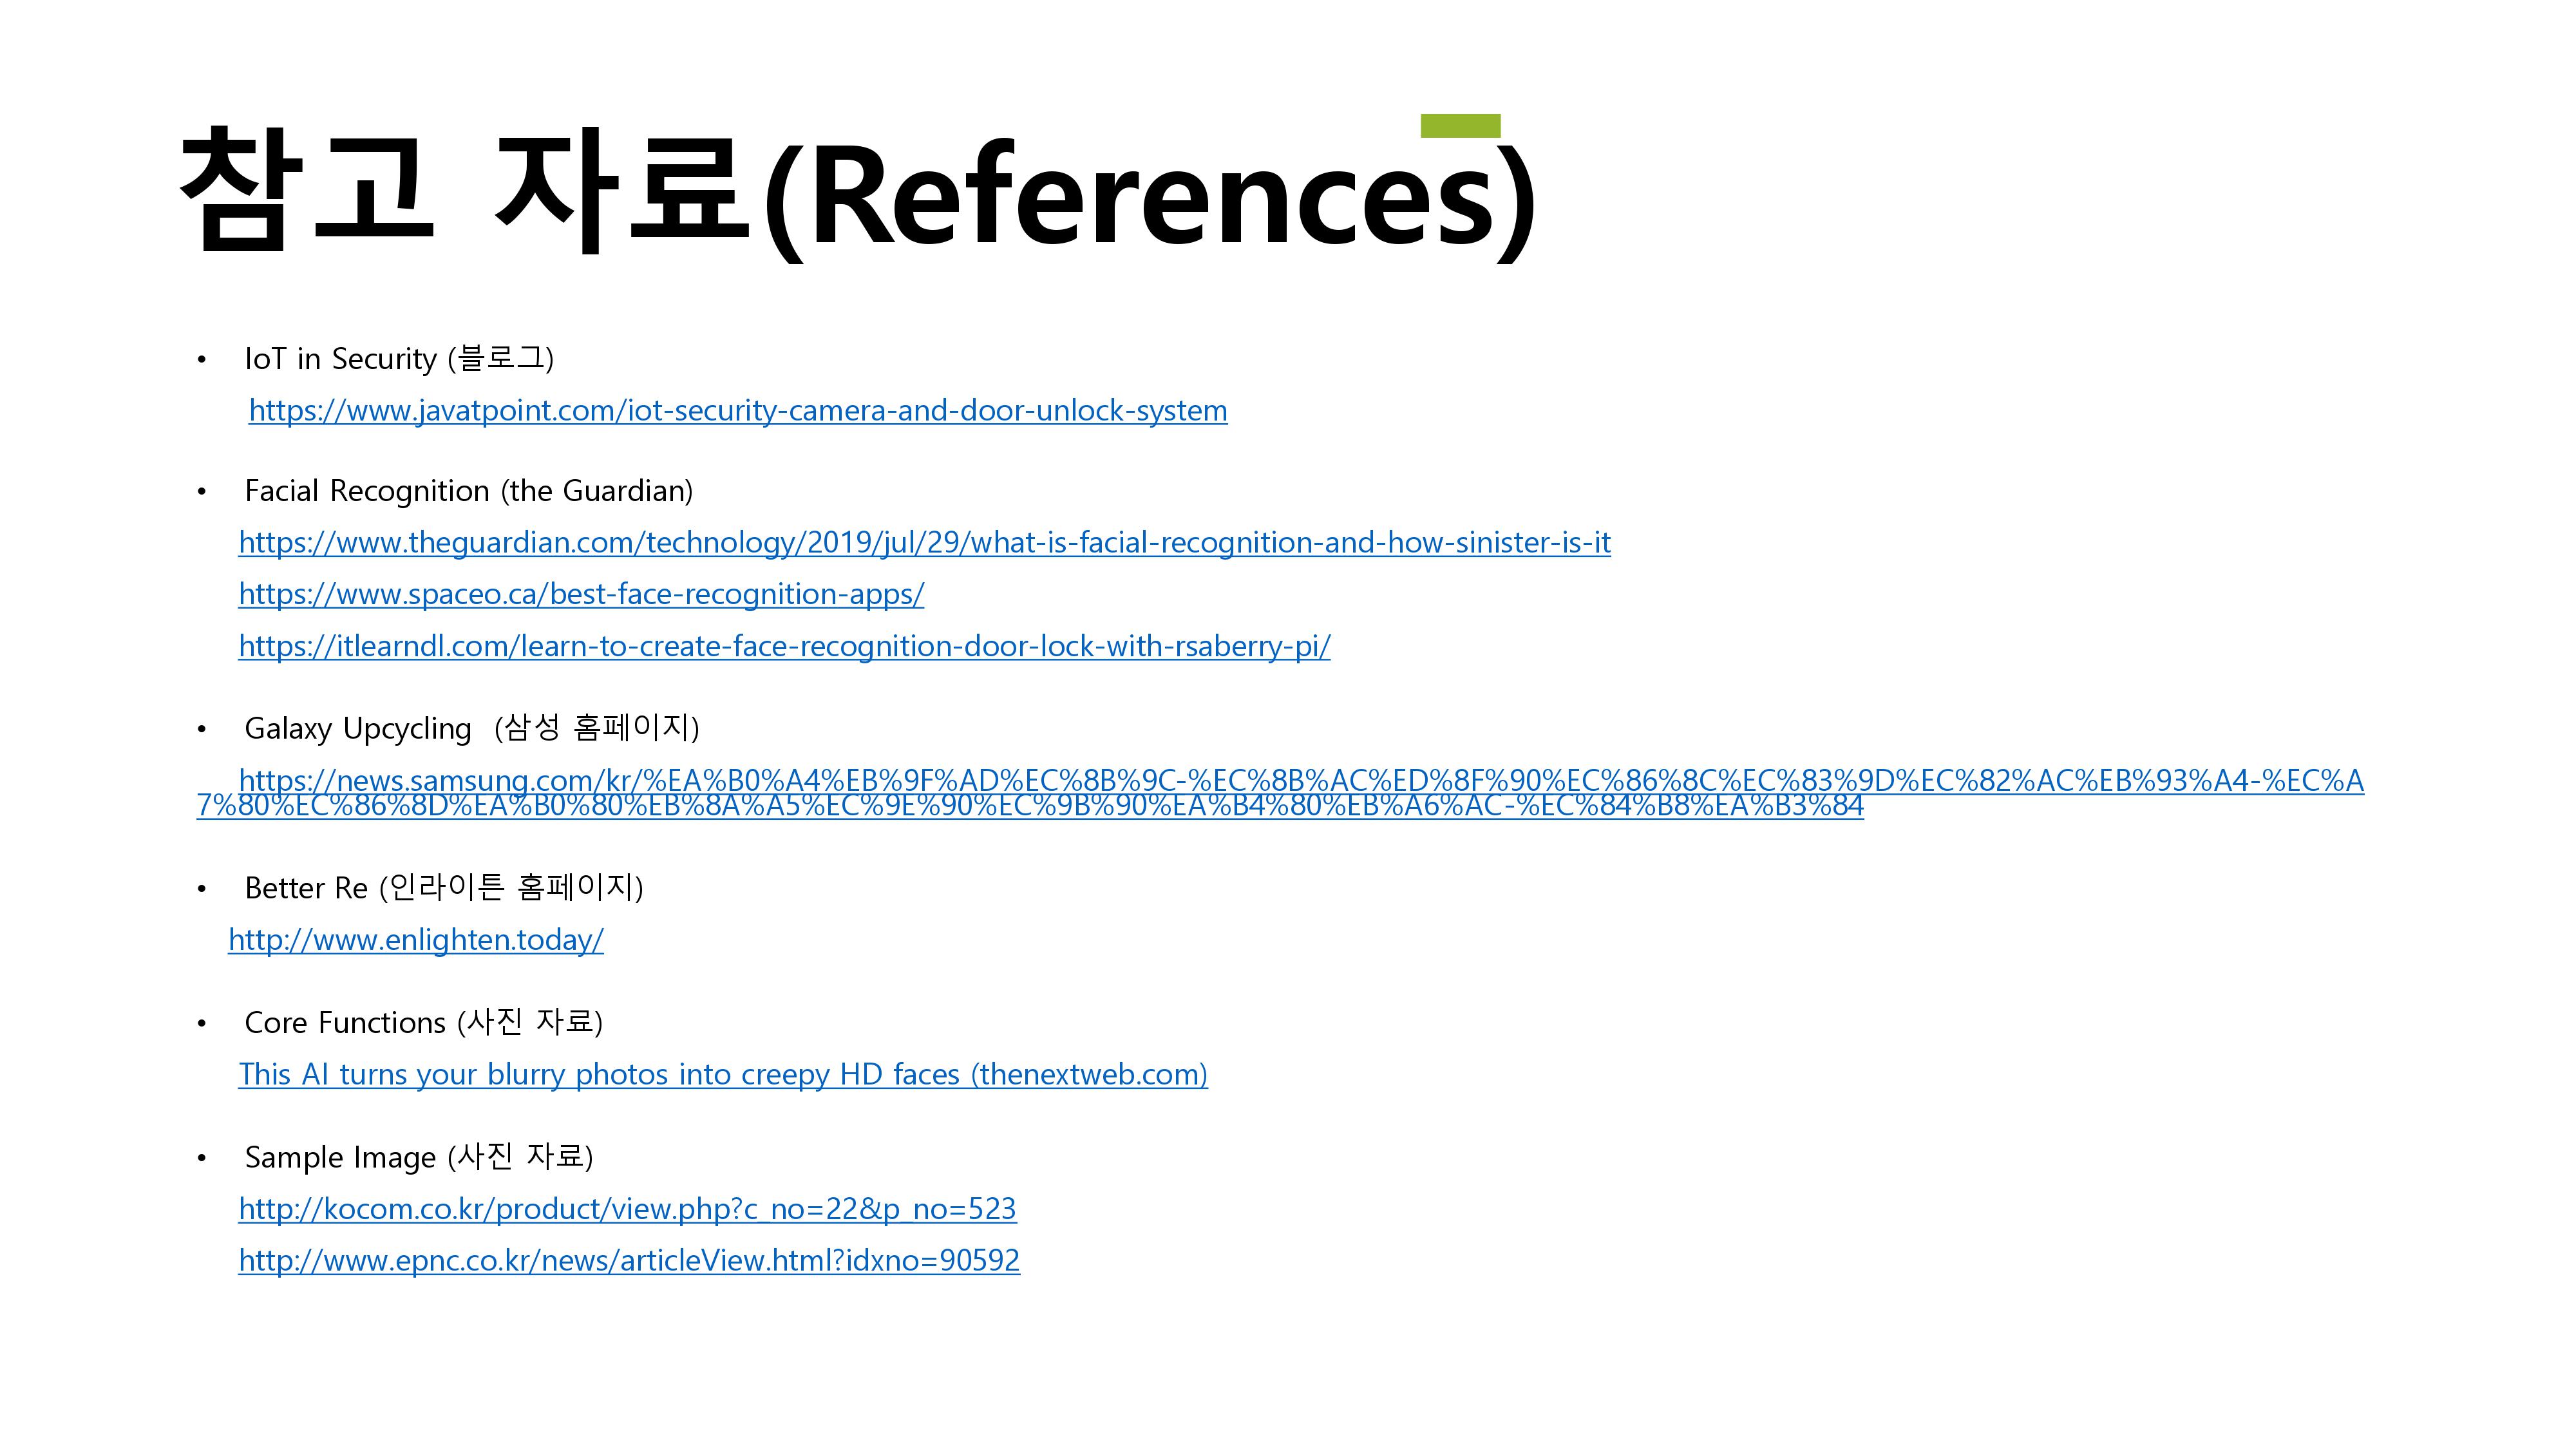 참고 자료(References)
• IoT in Security (블로그)
https://www.javatpoint.com/iot-security-camera-and-door-unlock-system
• Facial Recognition (the Guardian)
https://www.theguardian.com/technology/2019/jul/29/what-is-facial-recognition-and-how-sinister-is-it
https://www.spaceo.ca/best-face-recognition-apps/
https://itlearndl.com/learn-to-create-face-recognition-door-lock-with-rsaberry-pi/
• Galaxy Upcycling (삼성 홈페이지)
https://news.samsung.com/kr/%EA%B0%A4%EB%9F%AD%EC%8B%9C-%EC%8B%AC%ED%8F%90%EC%86%8C%EC%83%9D%EC%82%AC%EB%93%A4-%EC%A
7%80%EC%86%8D%EA%B0%80%EB%8A%A5%EC%9E%90%EC%9B%90%EA%B4%80%EB%A6%AC-%EC%84%B8%EA%B3%84
• Better Re (인라이튼 홈페이지)
http://www.enlighten.today/
• Core Functions (사진 자료)
This AI turns your blurry photos into creepy HD faces (thenextweb.com)
• Sample Image (사진 자료)
http://kocom.co.kr/product/view.php?c_no=22&p_no=523
http://www.epnc.co.kr/news/articleView.html?idxno=90592